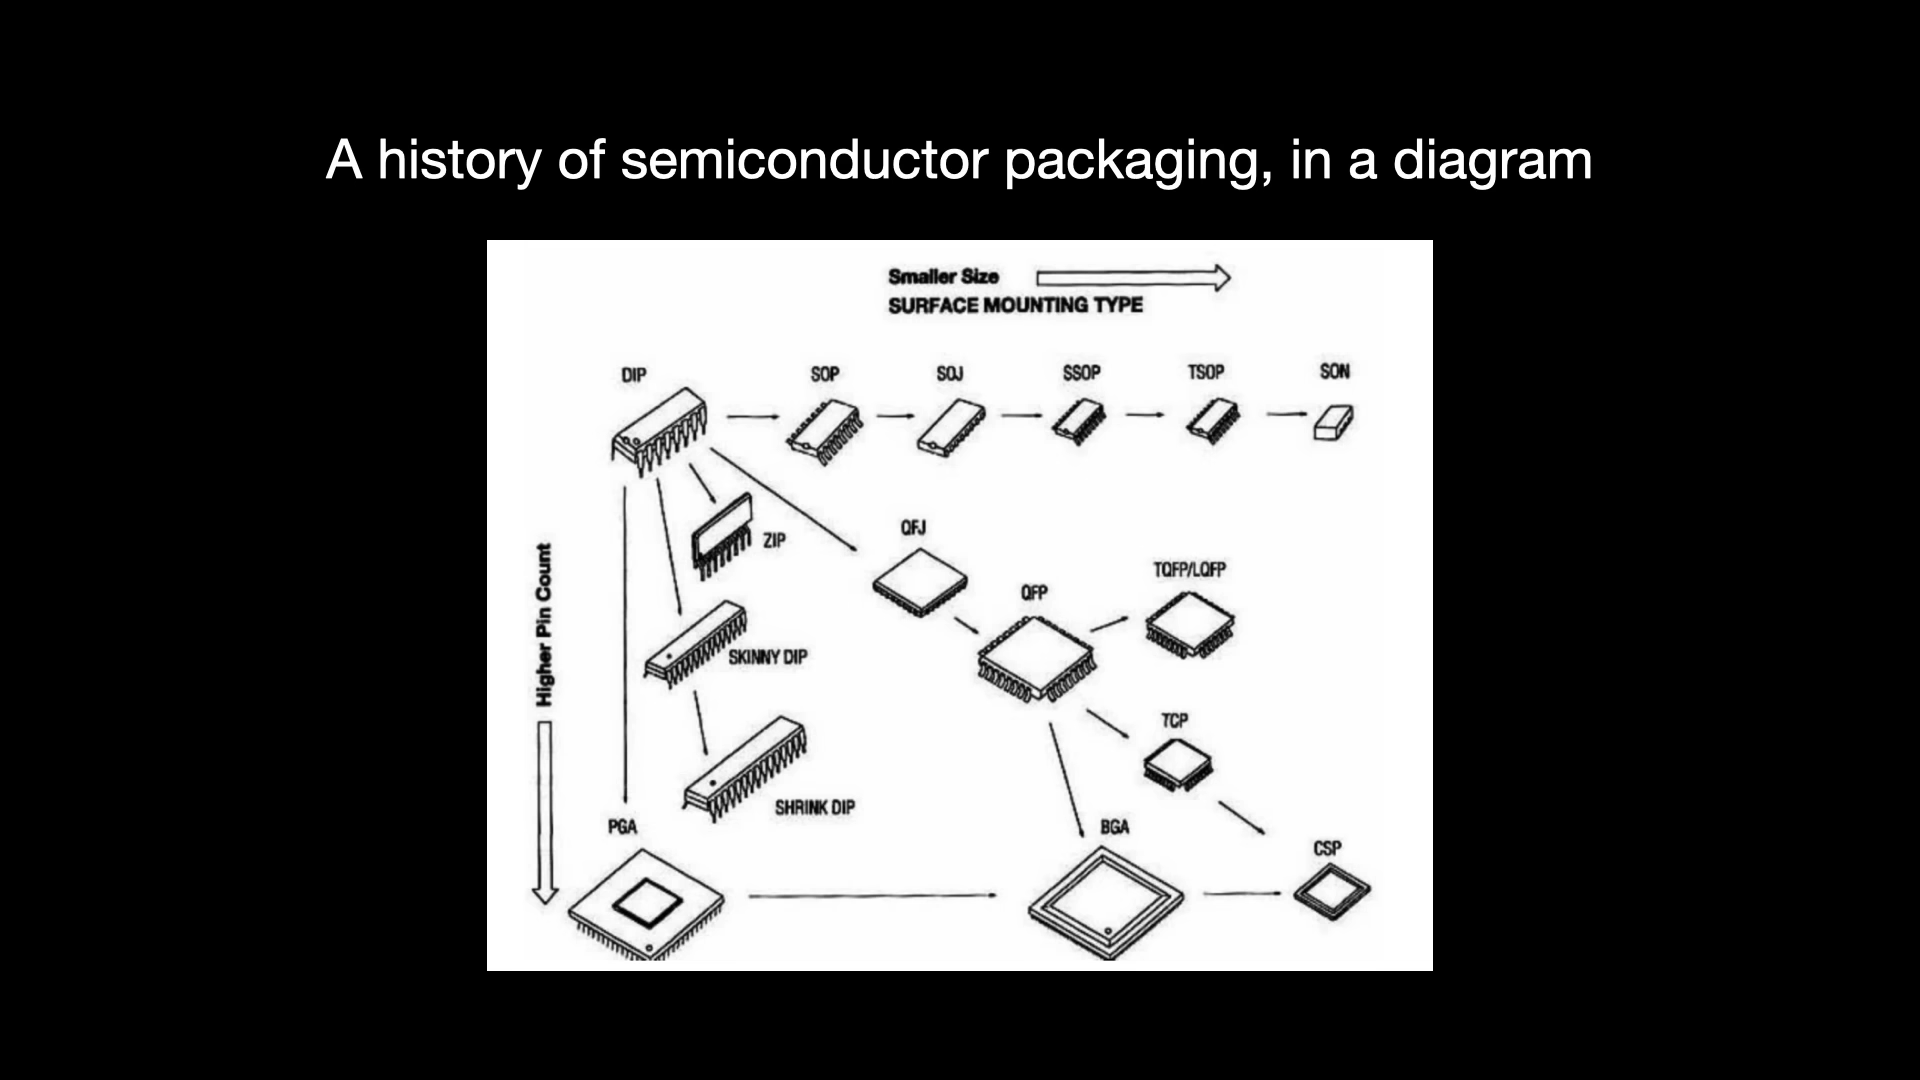 A history of semiconductor packaging, in a diagram
Smaller Size
SURFACE MOUNTING TYPE
DIP
SOP
SOJ
SSOP
TSOP
SON
ZIP
QFJ
QFP
TQFP/LQFP
Higher Pin Count
SKINNY DIP
TCP
SHRINK DIP
PGA
BGA
CSP